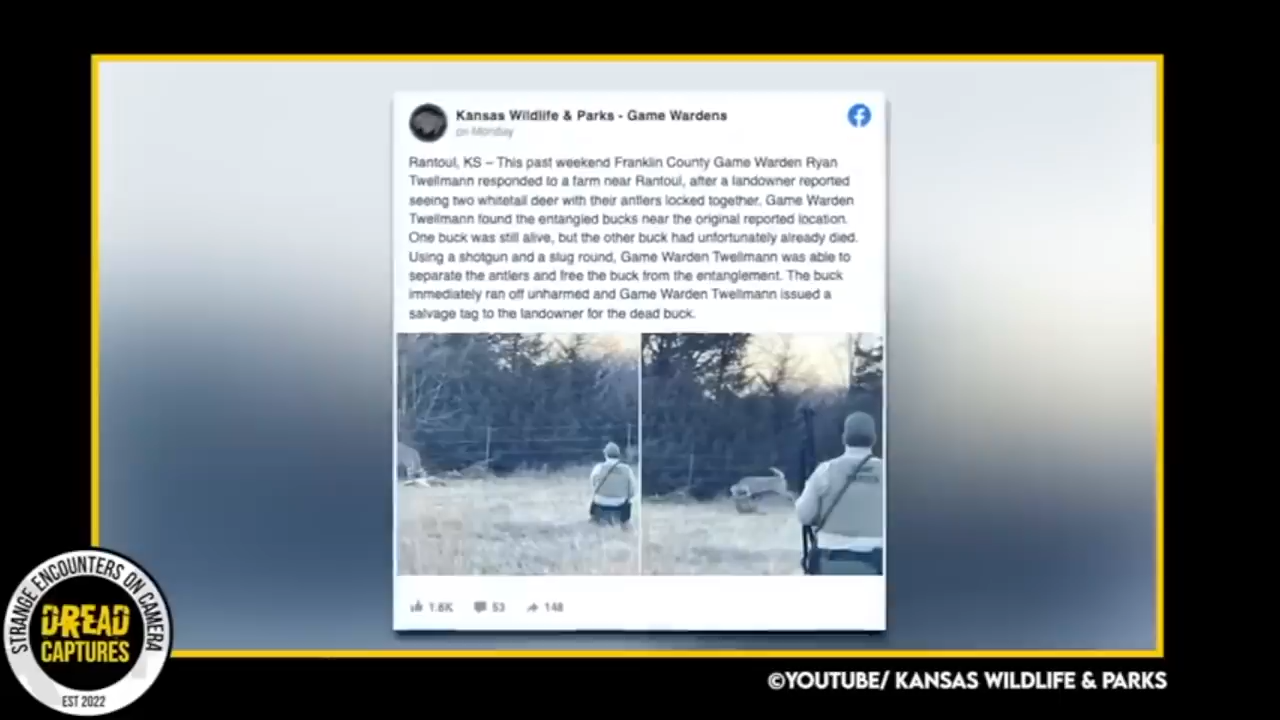 Kansas Wildlife & Parks - Game Wardens
on Monday
Rantoul, KS – This past weekend Franklin County Game Warden Ryan
Twellmann responded to a farm near Rantoul, after a landowner reported
seeing two whitetail deer with their antlers locked together. Game Warden
Twellmann found the entangled bucks near the original reported location.
One buck was still alive, but the other buck had unfortunately already died.
Using a shotgun and a slug round, Game Warden Twellmann was able to
separate the antlers and free the buck from the entanglement. The buck
immediately ran off unharmed and Game Warden Twellmann issued a
salvage tag to the landowner for the dead buck.
1.6K 53 148
STRANGE ENCOUNTERS ON CAMERA
DREAD
CAPTURES
EST 2022
©YOUTUBE/ KANSAS WILDLIFE & PARKS